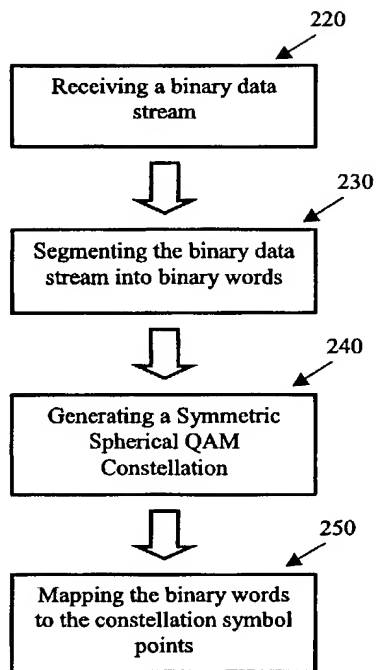 220
Receiving a binary data
stream
230
Segmenting the binary data
stream into binary words
240
Generating a Symmetric
Spherical QAM
Constellation
250
Mapping the binary words
to the constellation symbol
points